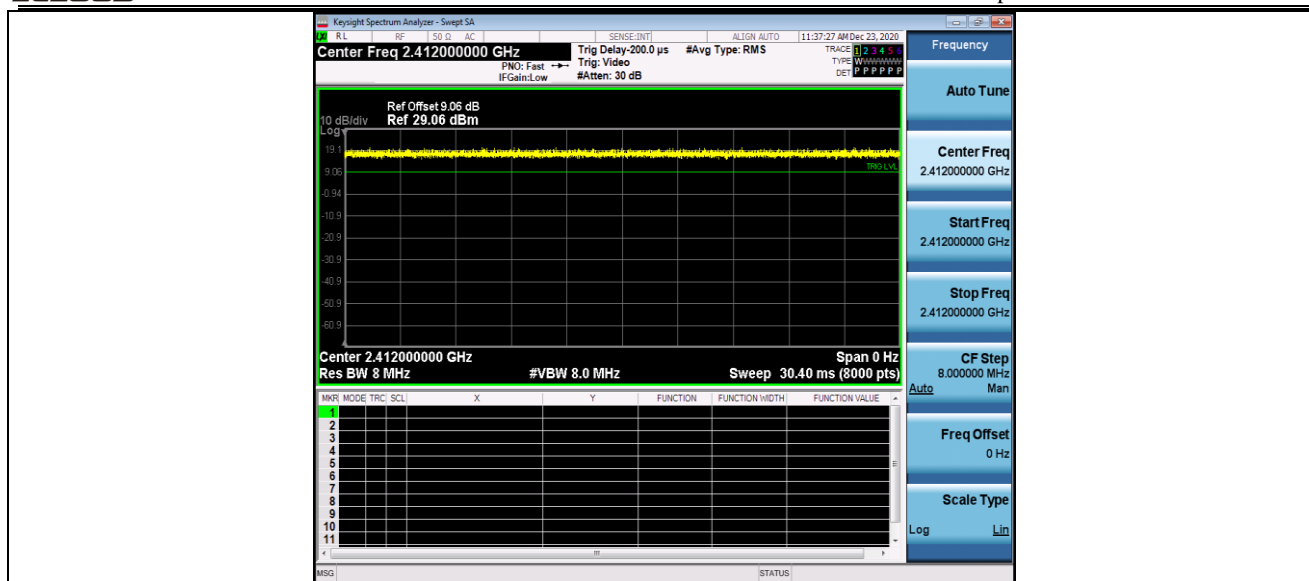 Keysight Spectrum Analyzer - Swept SA
RL RF 50 Ω AC SENSE:INT ALIGN AUTO 11:37:27 AM Dec 23, 2020
Center Freq 2.412000000 GHz
PNO: Fast
IFGain:Low
Trig Delay-200.0 µs
Trig: Video
#Atten: 30 dB
#Avg Type: RMS
TRACE 1 2 3 4 5 6
TYPE WWWWWW
DET P P P P P P
Ref Offset 9.06 dB
10 dB/div Ref 29.06 dBm
Log
19.1
9.06
TRIG LVL
-0.94
-10.9
-20.9
-30.9
-40.9
-50.9
-60.9
Center 2.412000000 GHz Span 0 Hz
Res BW 8 MHz #VBW 8.0 MHz Sweep 30.40 ms (8000 pts)
MKR MODE TRC SCL X Y FUNCTION FUNCTION WIDTH FUNCTION VALUE
1
2
3
4
5
6
7
8
9
10
11
MSG STATUS
Frequency
Auto Tune
Center Freq
2.412000000 GHz
Start Freq
2.412000000 GHz
Stop Freq
2.412000000 GHz
CF Step
8.000000 MHz
Auto Man
Freq Offset
0 Hz
Scale Type
Log Lin